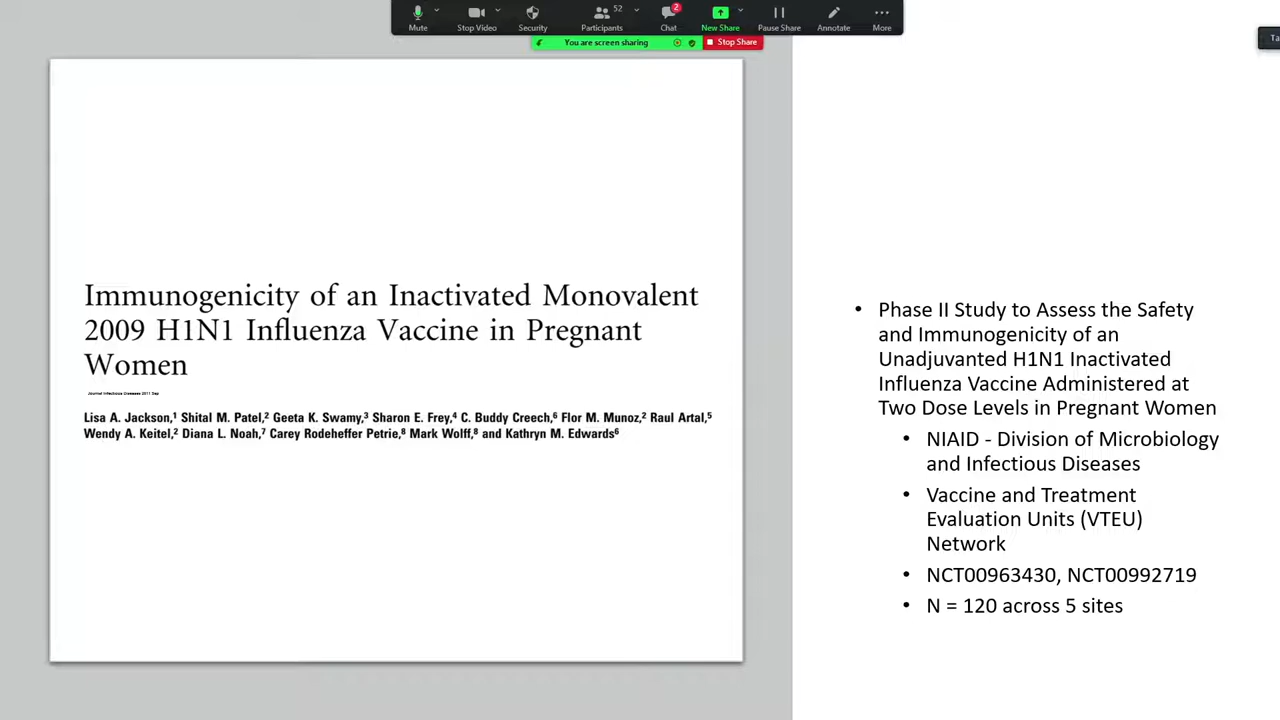 52
2
Mute
Stop Video
Security
Participants
Chat
New Share
Pause Share
Annotate
More
You are screen sharing
Stop Share
Ta
Immunogenicity of an Inactivated Monovalent
2009 H1N1 Influenza Vaccine in Pregnant
Women
Journal Infectious Diseases 2011 Sep
Lisa A. Jackson,1 Shital M. Patel,2 Geeta K. Swamy,3 Sharon E. Frey,4 C. Buddy Creech,6 Flor M. Munoz,2 Raul Artal,5
Wendy A. Keitel,2 Diana L. Noah,7 Carey Rodeheffer Petrie,8 Mark Wolff,8 and Kathryn M. Edwards6
• Phase II Study to Assess the Safety
and Immunogenicity of an
Unadjuvanted H1N1 Inactivated
Influenza Vaccine Administered at
Two Dose Levels in Pregnant Women
• NIAID - Division of Microbiology
and Infectious Diseases
• Vaccine and Treatment
Evaluation Units (VTEU)
Network
• NCT00963430, NCT00992719
• N = 120 across 5 sites